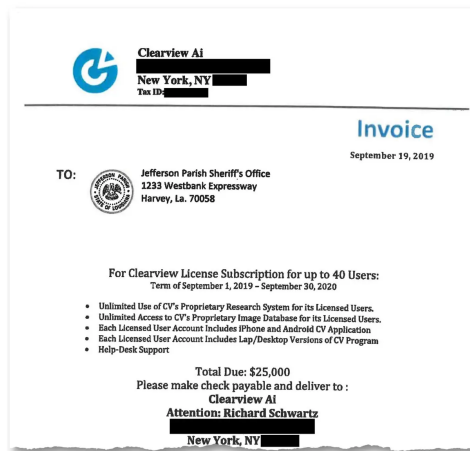 Clearview Ai
New York, NY
Tax ID:
Invoice
September 19, 2019
TO:
Jefferson Parish Sheriff's Office
1233 Westbank Expressway
Harvey, La. 70058
JEFFERSON PARISH
STATE OF LOUISIANA
For Clearview License Subscription for up to 40 Users:
Term of September 1, 2019 – September 30, 2020
• Unlimited Use of CV's Proprietary Research System for its Licensed Users.
• Unlimited Access to CV's Proprietary Image Database for its Licensed Users.
• Each Licensed User Account Includes iPhone and Android CV Application
• Each Licensed User Account Includes Lap/Desktop Versions of CV Program
• Help-Desk Support
Total Due: $25,000
Please make check payable and deliver to :
Clearview Ai
Attention: Richard Schwartz
New York, NY